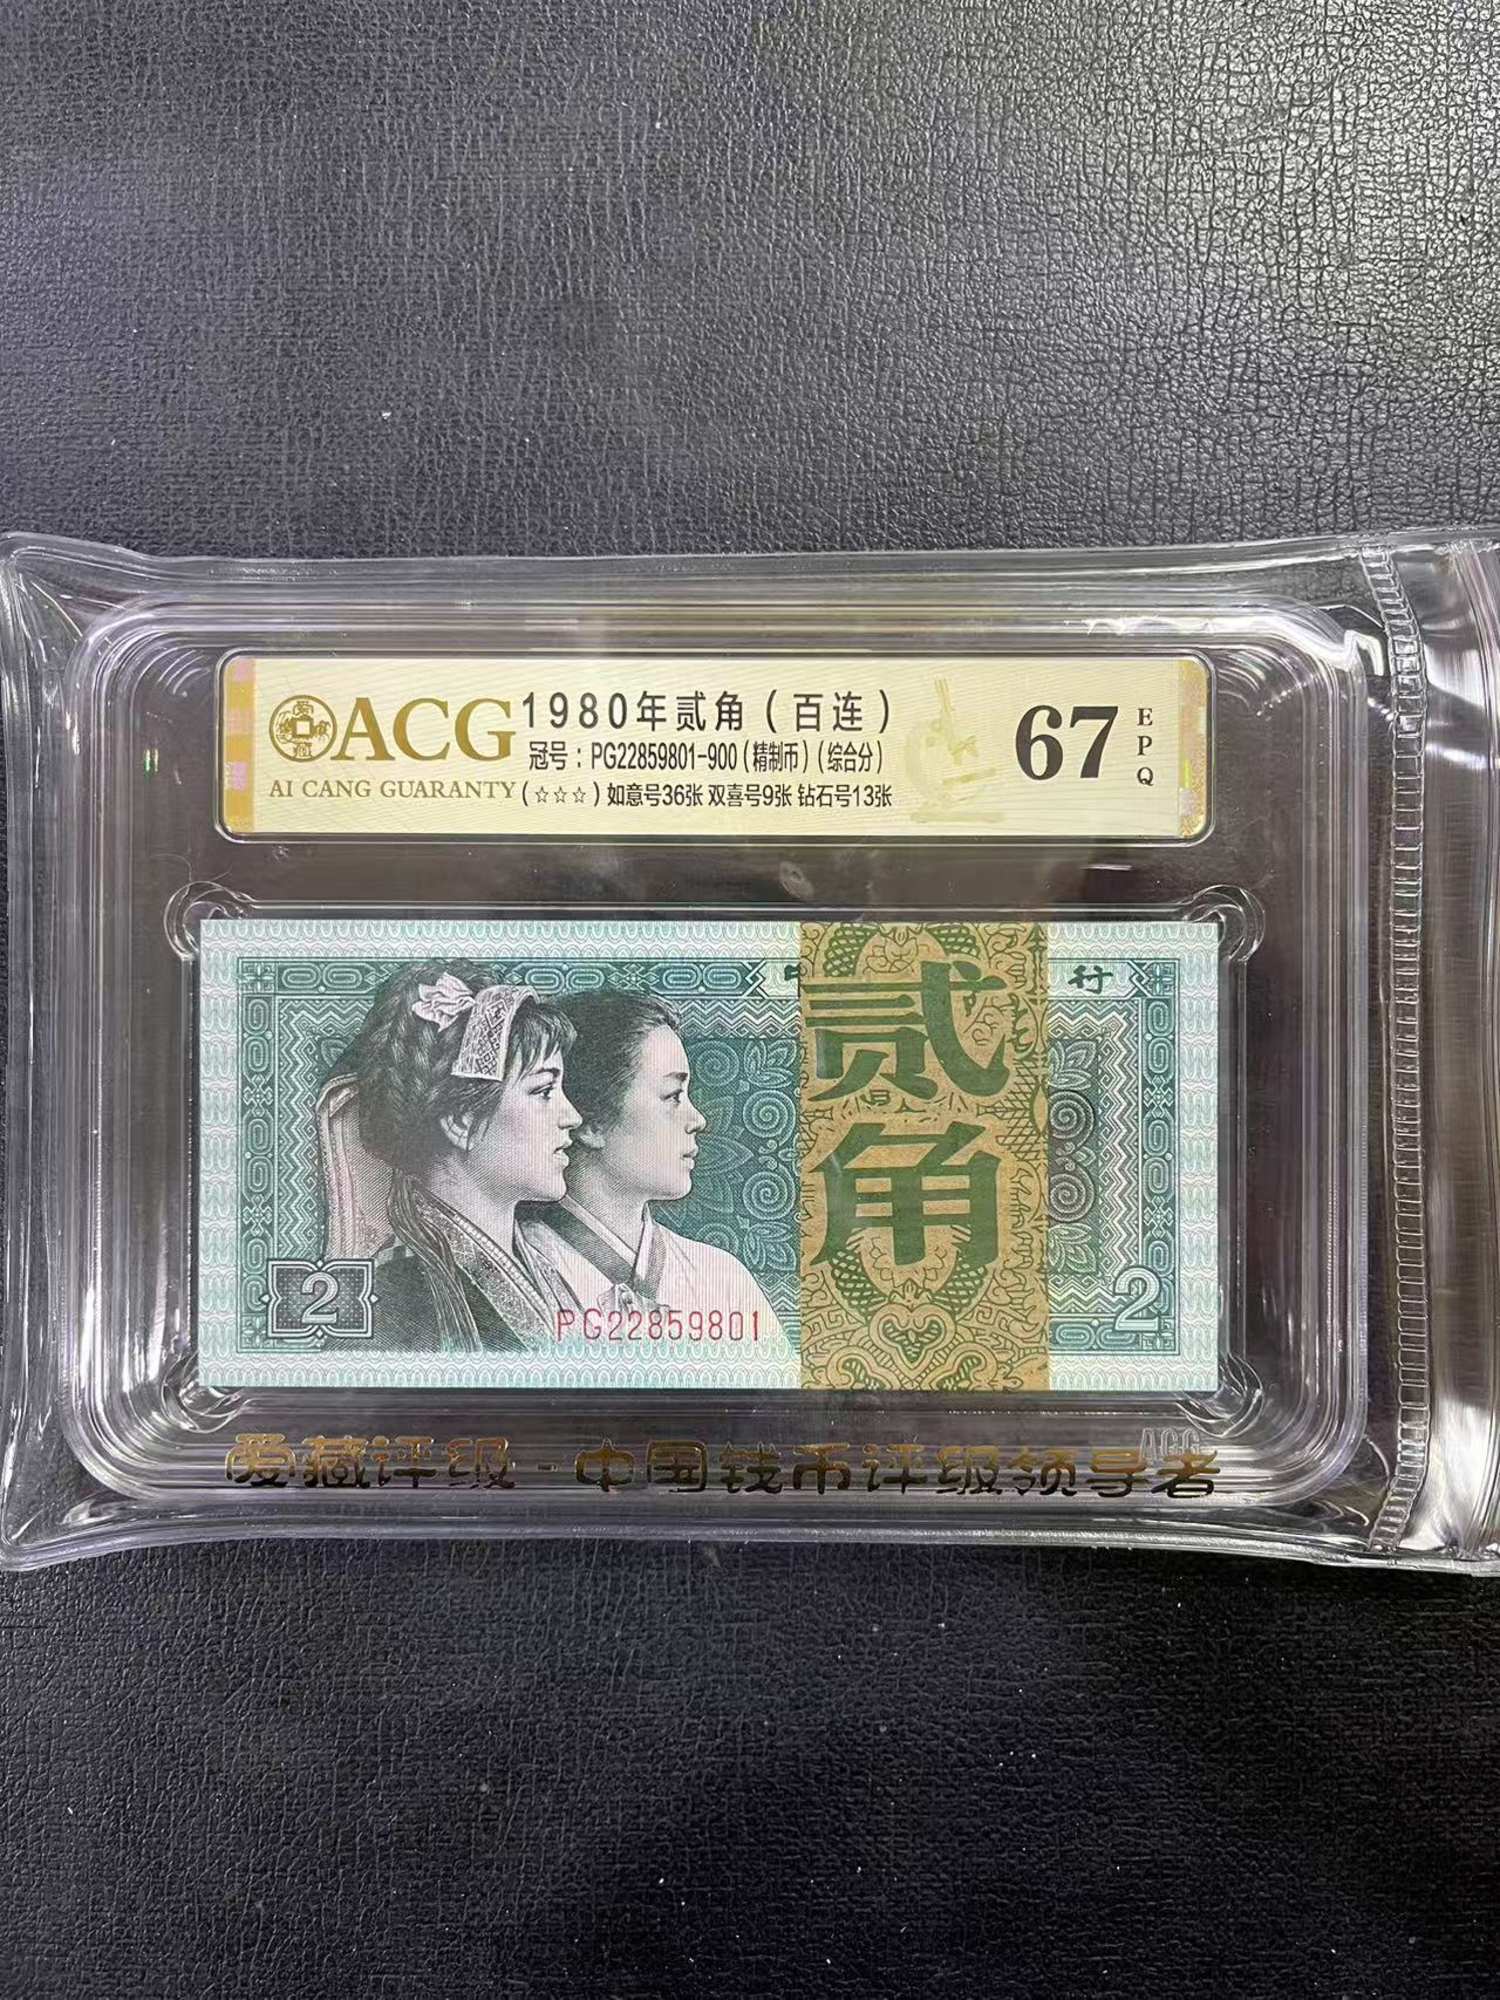 ACG
AI CANG GUARANTY
1980年贰角(百连)
冠号:PG22859801-900(精制币)(综合分)
(☆☆☆)如意号36张 双喜号9张 钻石号13张
67
EPQ
行
贰角
2
PG22859801
2
ACG
爱藏评级-中国钱币评级领导者